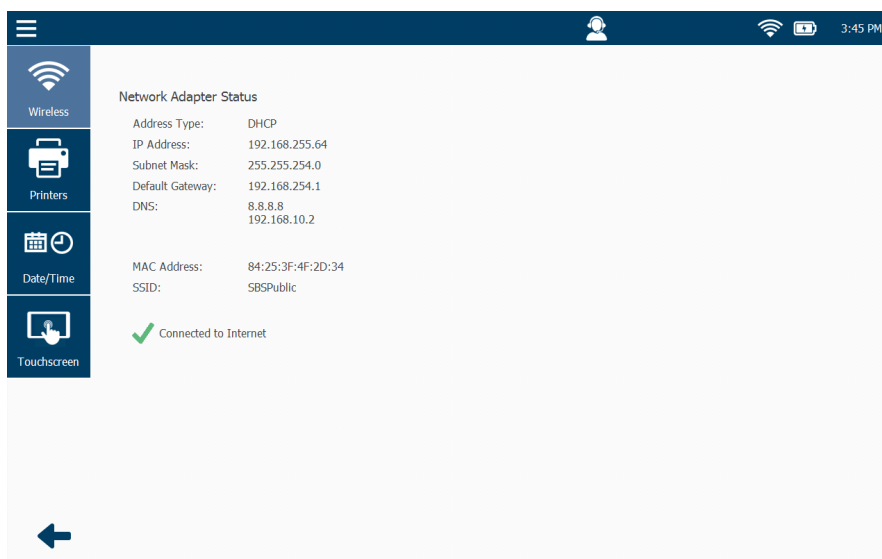 3:45 PM
Wireless
Printers
Date/Time
Touchscreen
Network Adapter Status
Address Type: DHCP
IP Address: 192.168.255.64
Subnet Mask: 255.255.254.0
Default Gateway: 192.168.254.1
DNS: 8.8.8.8
192.168.10.2
MAC Address: 84:25:3F:4F:2D:34
SSID: SBSPublic
Connected to Internet